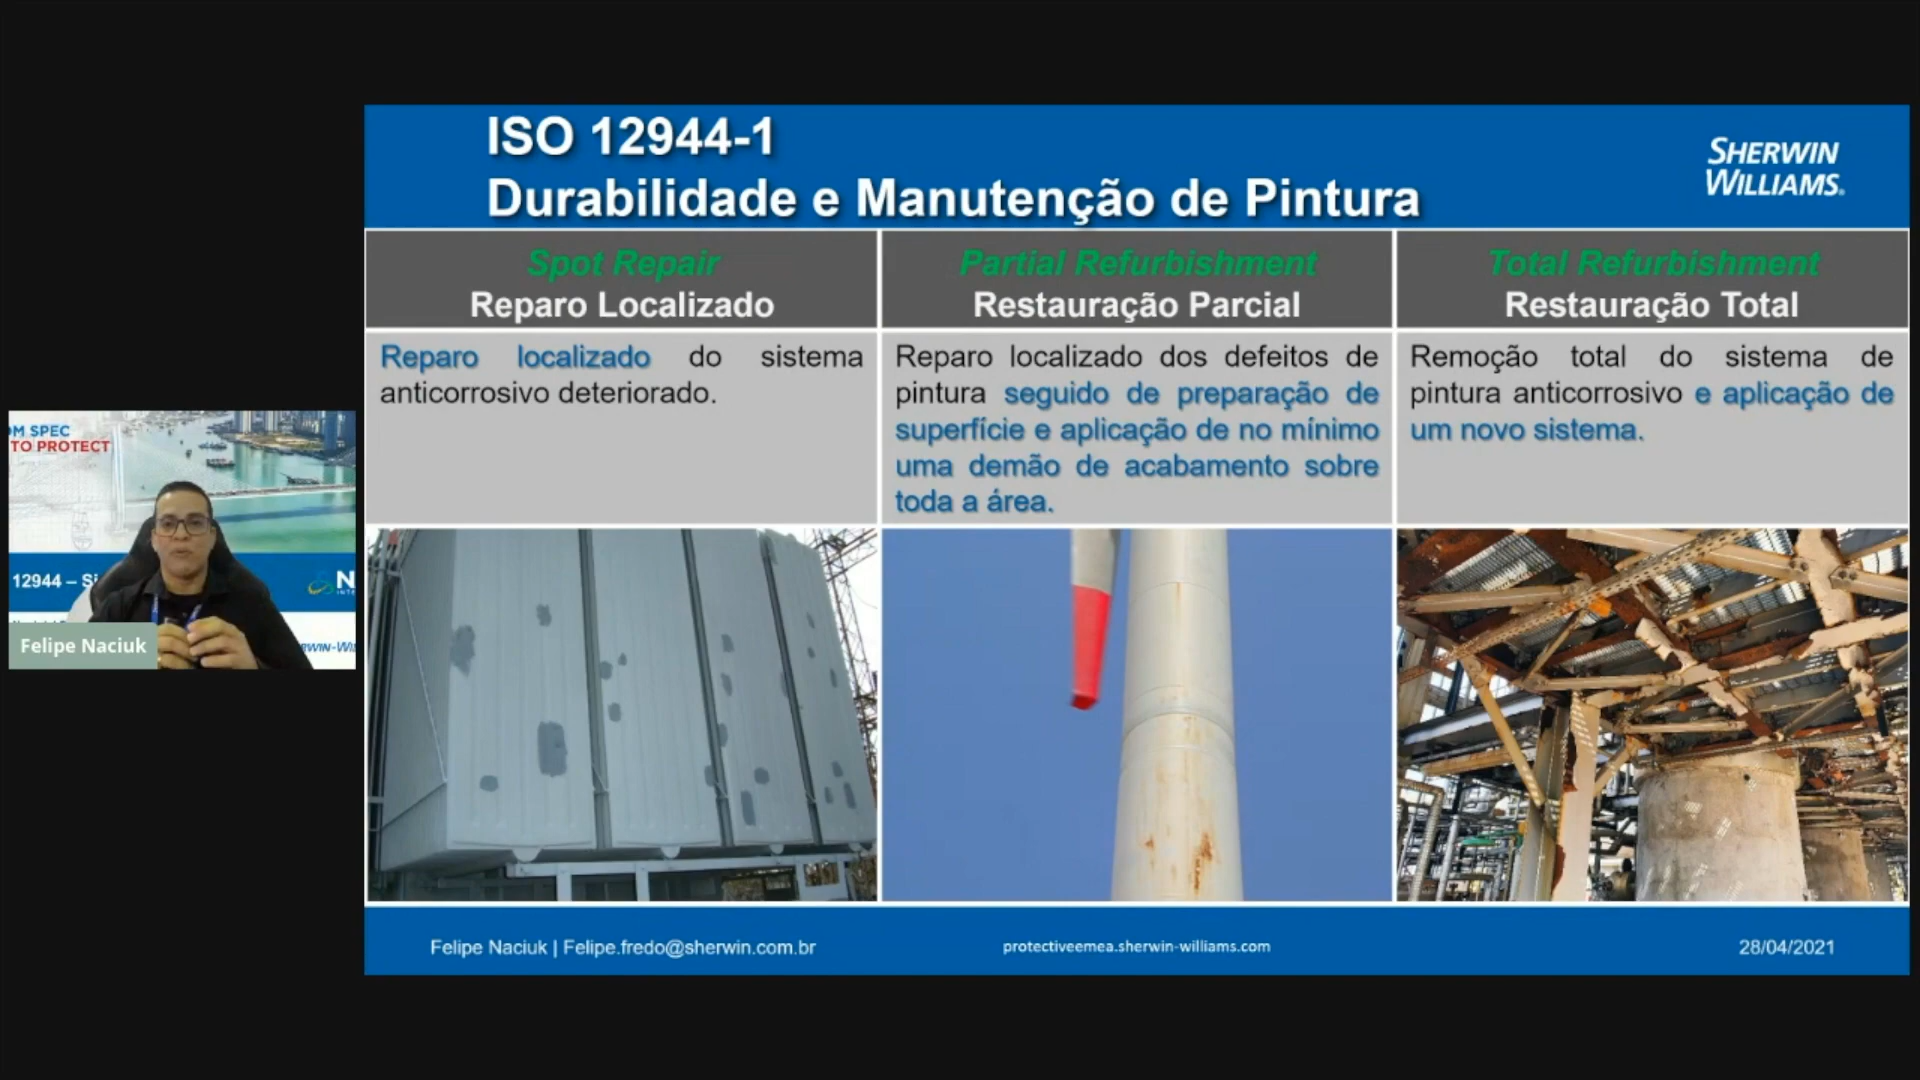 ISO 12944-1
Durabilidade e Manutenção de Pintura
SHERWIN
WILLIAMS.
Spot Repair
Reparo Localizado
Partial Refurbishment
Restauração Parcial
Total Refurbishment
Restauração Total
Reparo localizado do sistema
anticorrosivo deteriorado.
Reparo localizado dos defeitos de
pintura seguido de preparação de
superfície e aplicação de no mínimo
uma demão de acabamento sobre
toda a área.
Remoção total do sistema de
pintura anticorrosivo e aplicação de
um novo sistema.
OM SPEC
TO PROTECT
12944 – Si
N
Felipe Naciuk
RWIN-WI
Felipe Naciuk | Felipe.fredo@sherwin.com.br
protectiveemea.sherwin-williams.com
28/04/2021